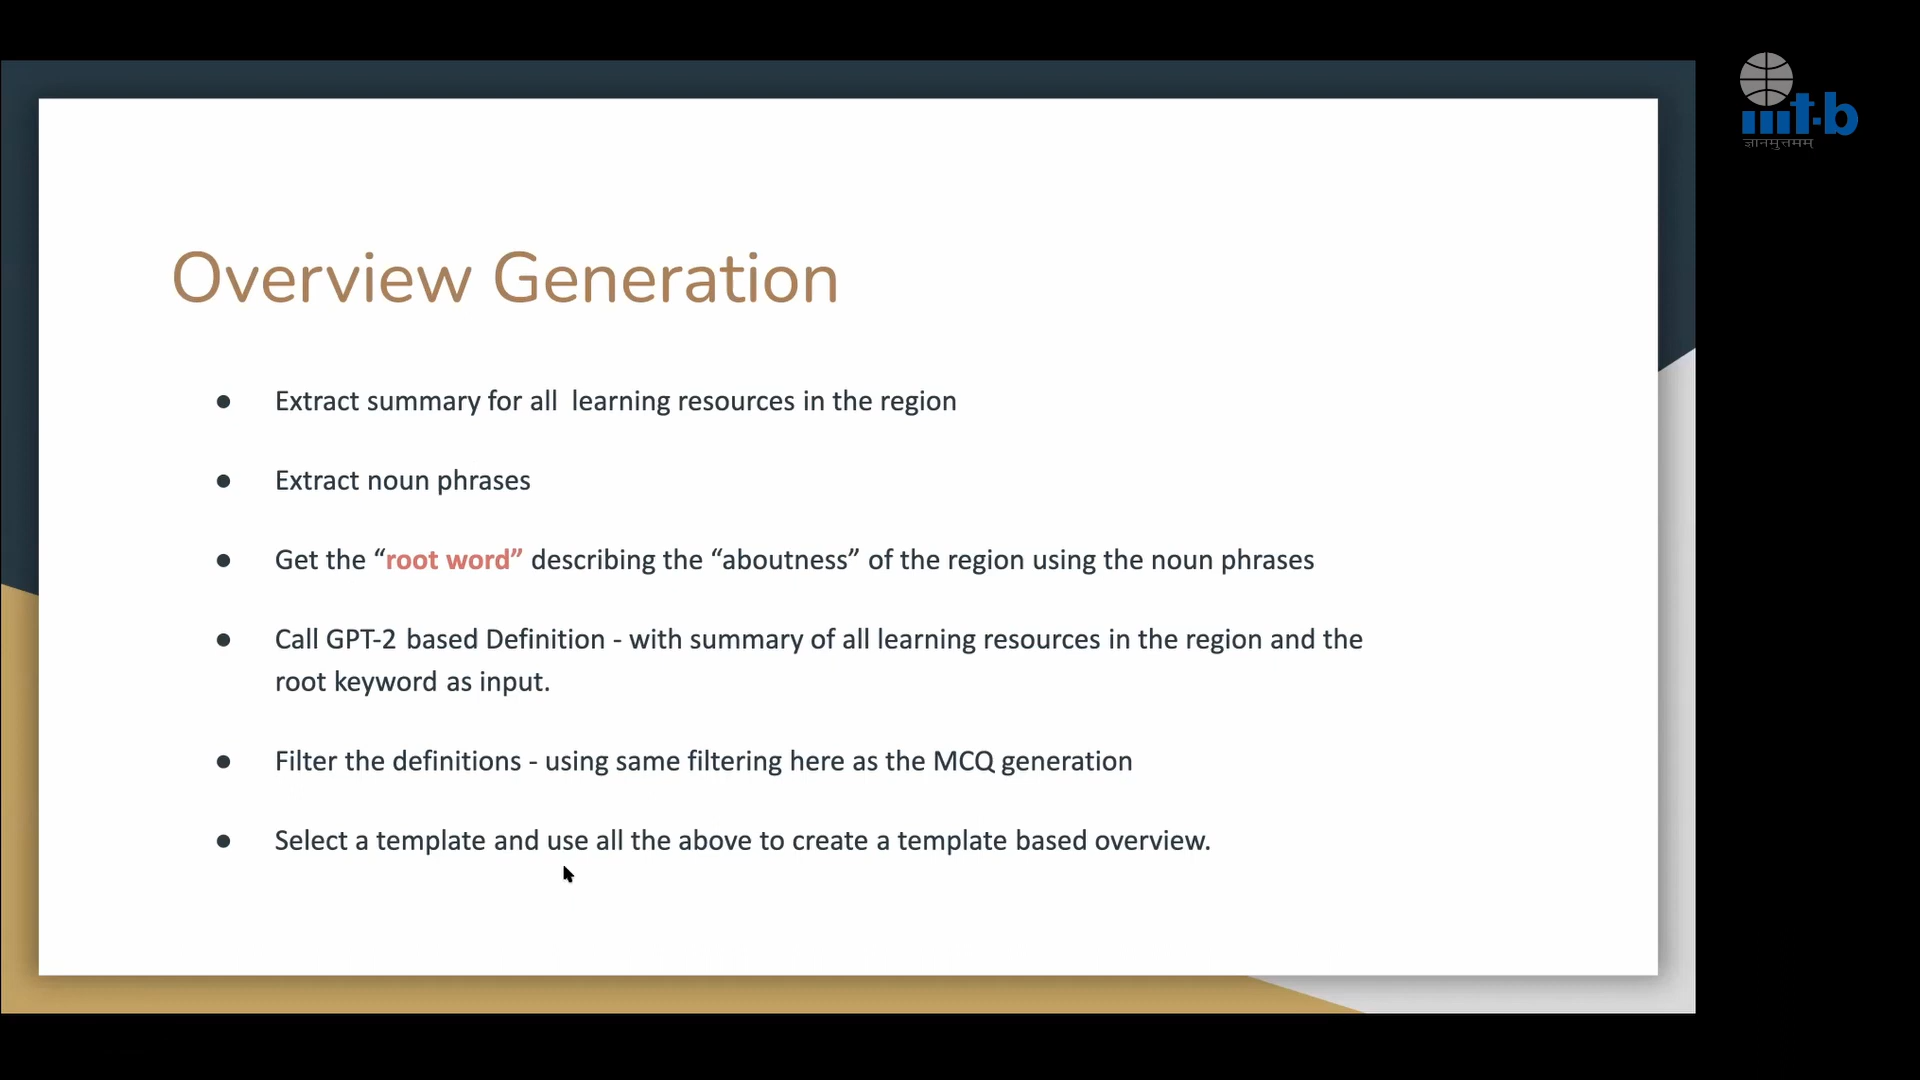 iiit-b
ज्ञानमुत्तमम्
Overview Generation
● Extract summary for all  learning resources in the region
● Extract noun phrases
● Get the “root word” describing the “aboutness” of the region using the noun phrases
● Call GPT-2 based Definition - with summary of all learning resources in the region and the
root keyword as input.
● Filter the definitions - using same filtering here as the MCQ generation
● Select a template and use all the above to create a template based overview.